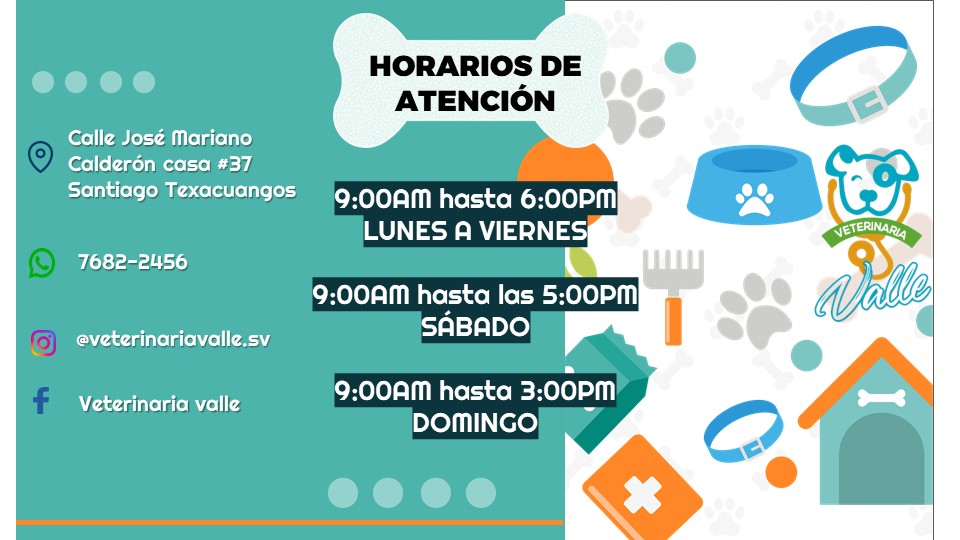 HORARIOS DE
ATENCIÓN
Calle José Mariano
Calderón casa #37
Santiago Texacuangos
7682-2456
@veterinariavalle.sv
Veterinaria valle
9:00AM hasta 6:00PM
LUNES A VIERNES
9:00AM hasta las 5:00PM
SÁBADO
9:00AM hasta 3:00PM
DOMINGO
VETERINARIA
Valle